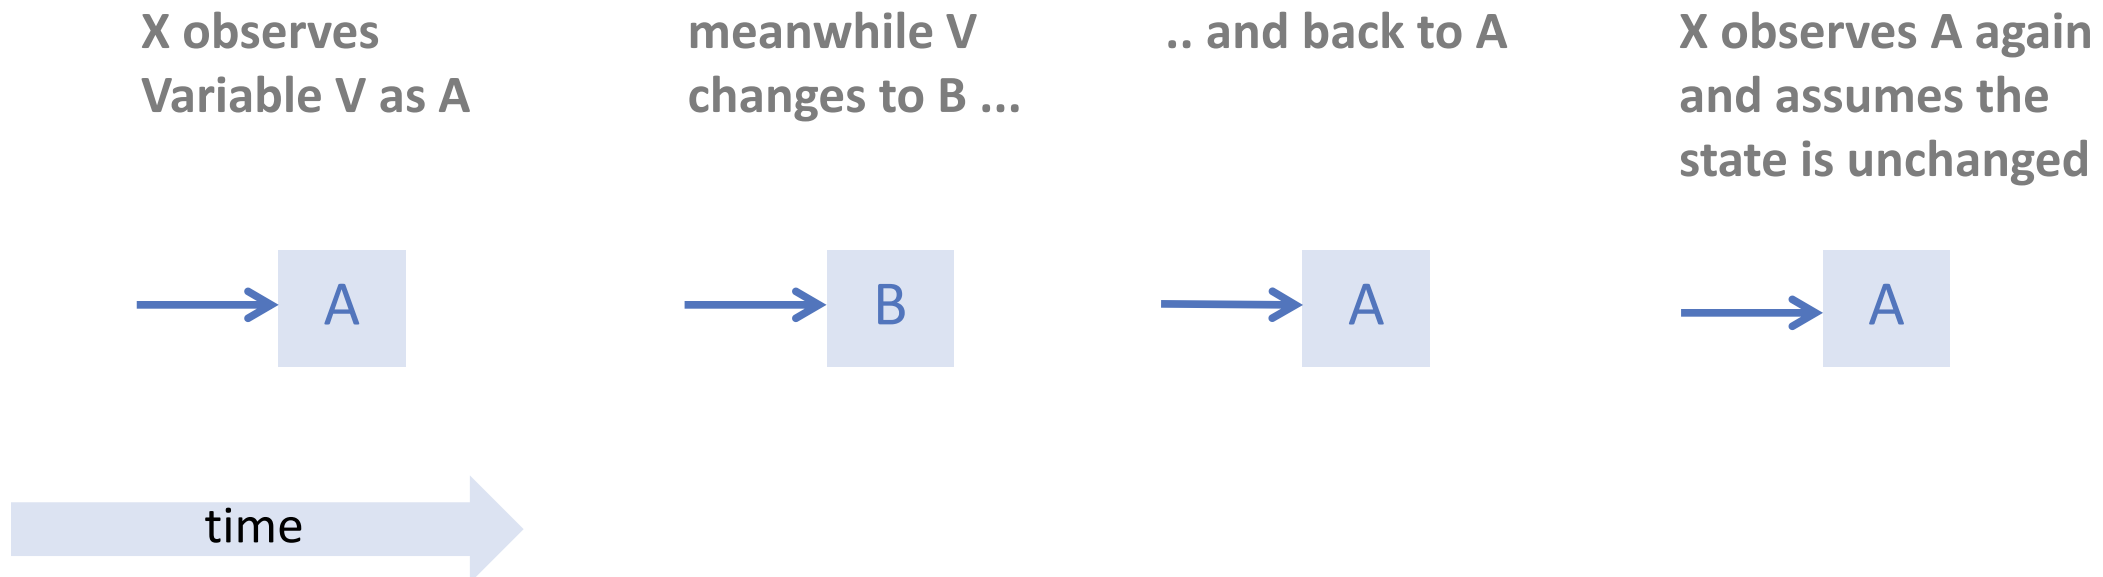 X observes
Variable V as A
meanwhile V
changes to B ...
.. and back to A
X observes A again
and assumes the
state is unchanged
A
B
A
A
time